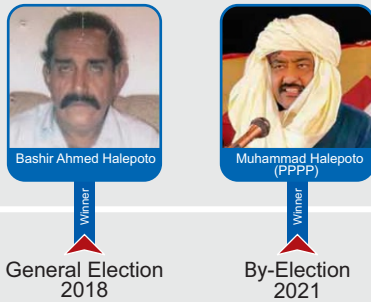 Bashir Ahmed Halepoto
Muhammad Halepoto
(PPPP)
Winner
Winner
General Election
2018
By-Election
2021